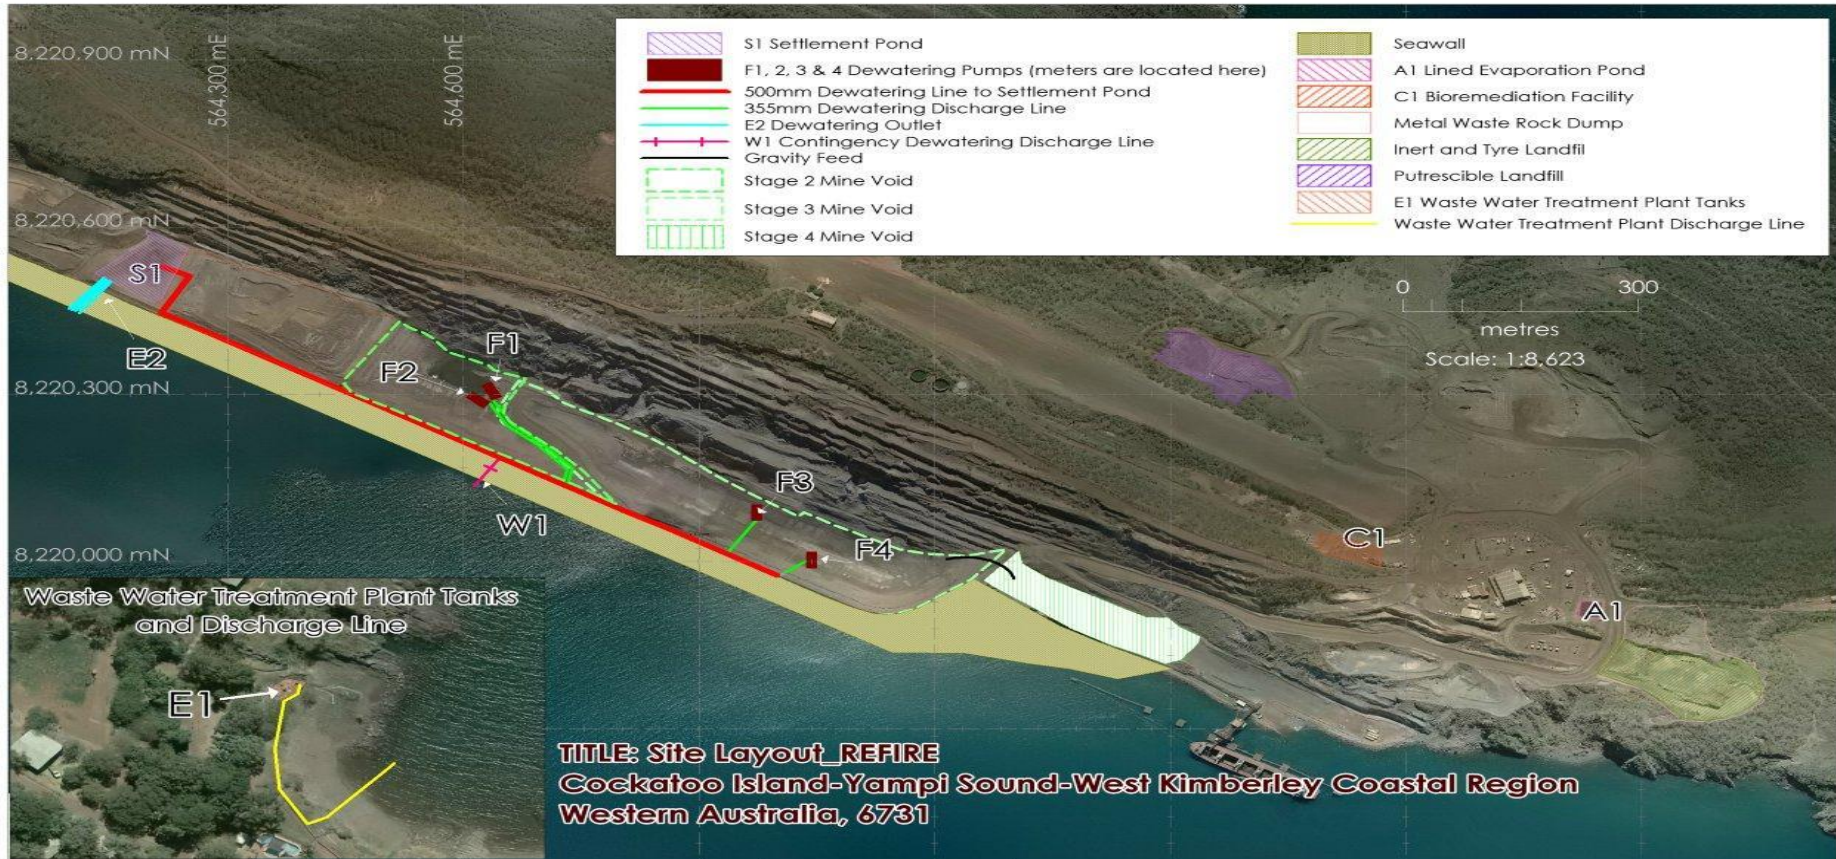 8,220,900 mN
564,300 mE
564,600 mE
S1 Settlement Pond
F1, 2, 3 & 4 Dewatering Pumps (meters are located here)
500mm Dewatering Line to Settlement Pond
355mm Dewatering Discharge Line
E2 Dewatering Outlet
W1 Contingency Dewatering Discharge Line
Gravity Feed
Stage 2 Mine Void
Stage 3 Mine Void
Stage 4 Mine Void
Seawall
A1 Lined Evaporation Pond
C1 Bioremediation Facility
Metal Waste Rock Dump
Inert and Tyre Landfil
Putrescible Landfill
E1 Waste Water Treatment Plant Tanks
Waste Water Treatment Plant Discharge Line
8,220,600 mN
S1
0 300
metres
Scale: 1:8,623
E2
F1
F2
8,220,300 mN
F3
W1
F4
C1
8,220,000 mN
A1
Waste Water Treatment Plant Tanks
and Discharge Line
E1
TITLE: Site Layout_REFIRE
Cockatoo Island-Yampi Sound-West Kimberley Coastal Region
Western Australia, 6731